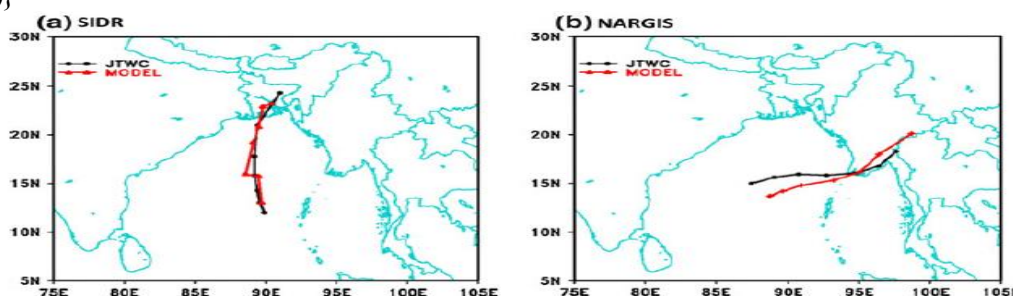 (a) SIDR
30N
JTWC
MODEL
25N
20N
15N
10N
5N
75E 80E 85E 90E 95E 100E 105E
(b) NARGIS
30N
JTWC
MODEL
25N
20N
15N
10N
5N
75E 80E 85E 90E 95E 100E 105E